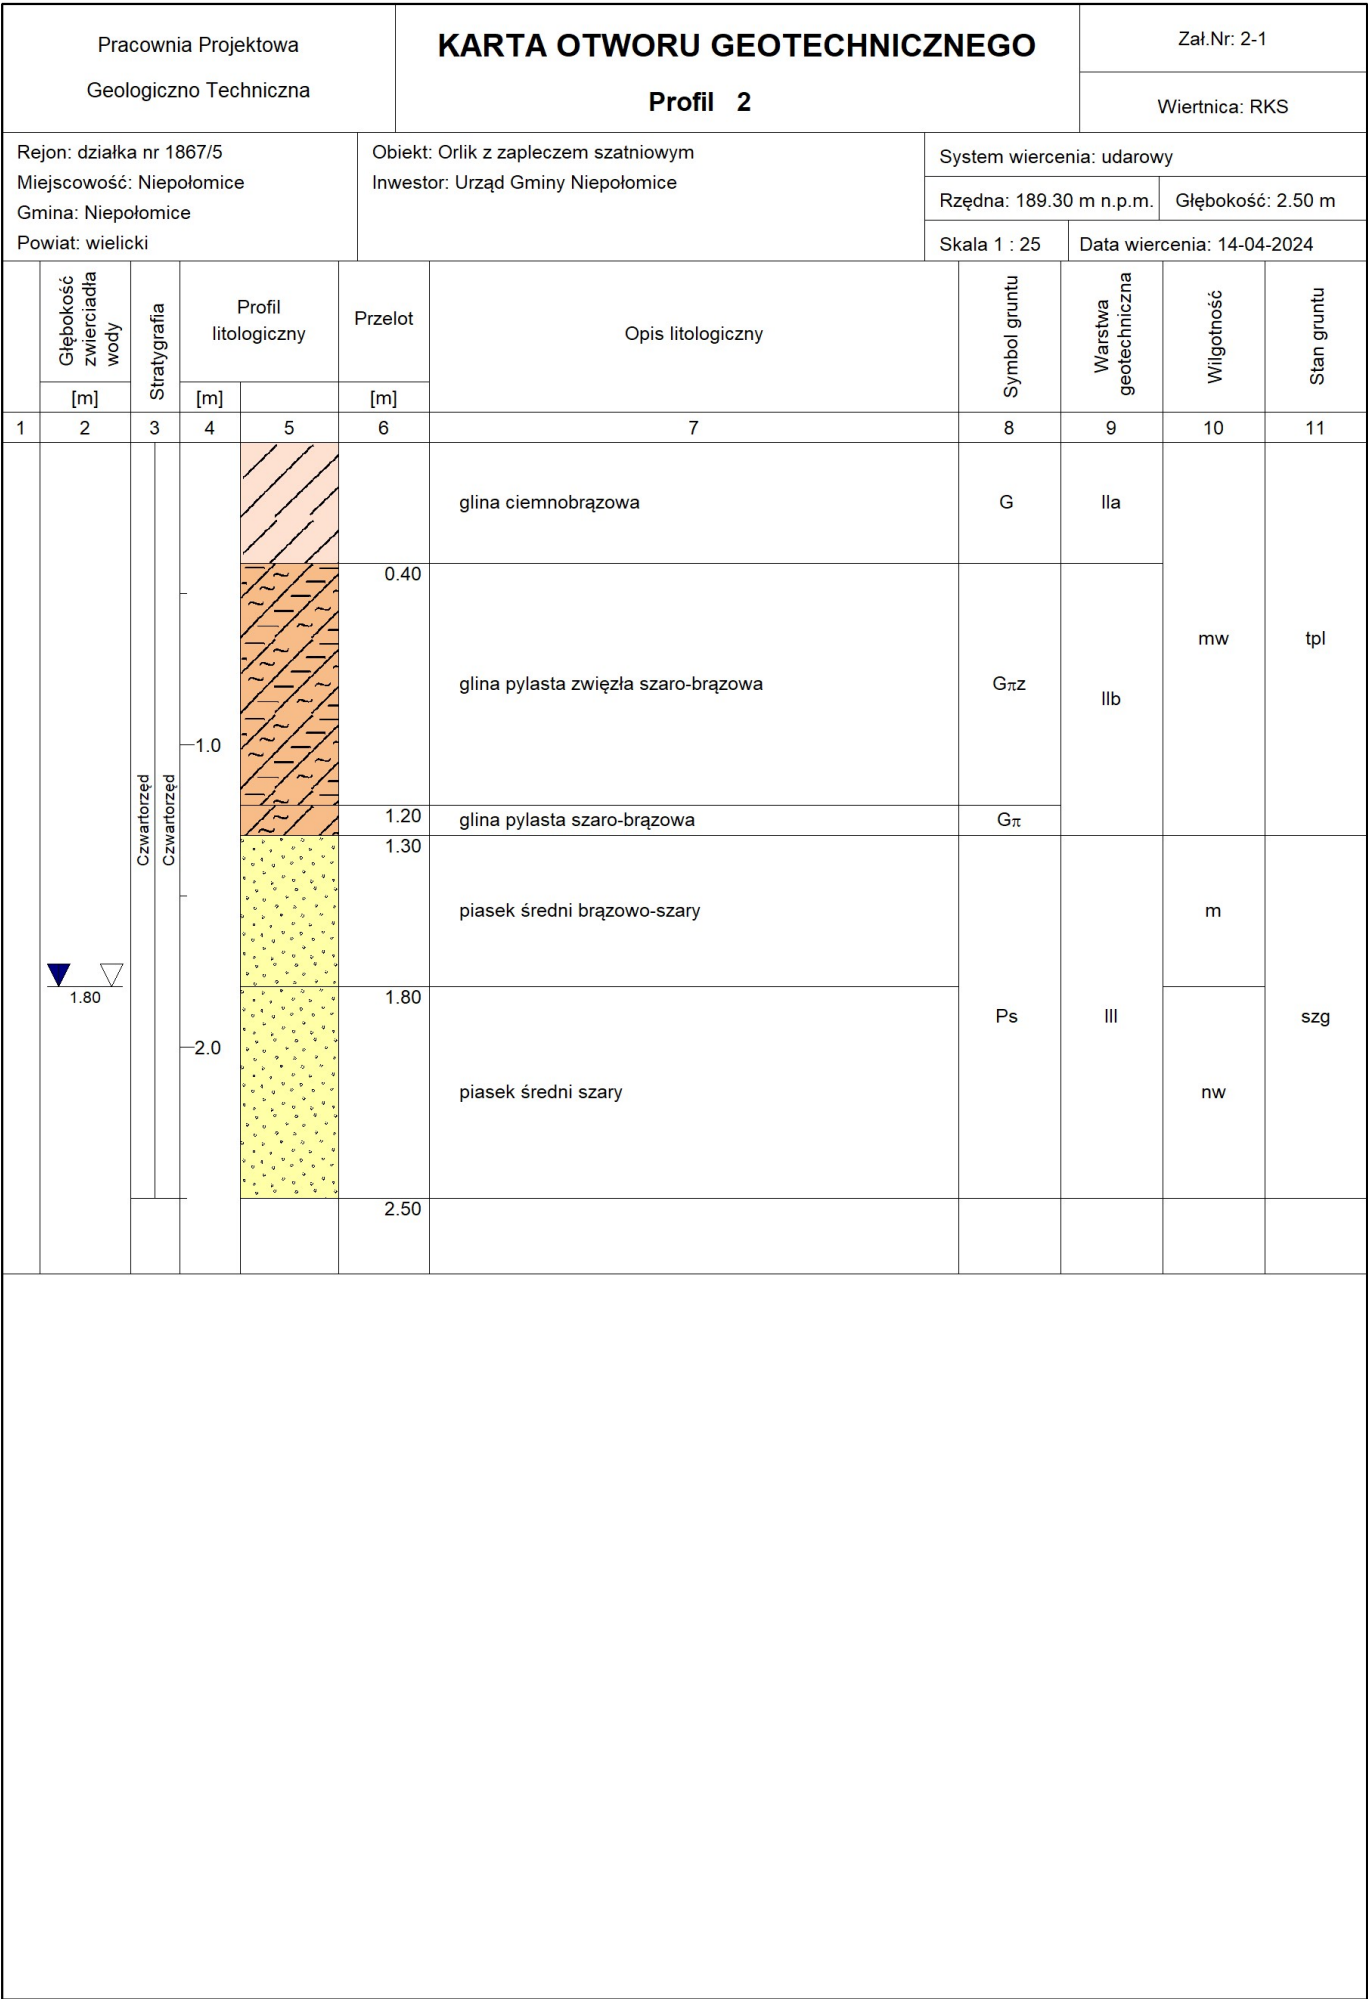 Pracownia Projektowa
Geologiczno Techniczna
KARTA OTWORU GEOTECHNICZNEGO
Profil 2
Zał.Nr: 2-1
Wiertnica: RKS
Rejon: działka nr 1867/5
Miejscowość: Niepołomice
Gmina: Niepołomice
Powiat: wielicki
Obiekt: Orlik z zapleczem szatniowym
Inwestor: Urząd Gminy Niepołomice
System wiercenia: udarowy
Rzędna: 189.30 m n.p.m.
Głębokość: 2.50 m
Skala 1 : 25
Data wiercenia: 14-04-2024
Głębokość
zwierciadła
wody
[m]
Stratygrafia
Profil
litologiczny
[m]
Przelot
[m]
Opis litologiczny
Symbol gruntu
Warstwa
geotechniczna
Wilgotność
Stan gruntu
1 2 3 4 5 6 7 8 9 10 11
glina ciemnobrązowa G IIa
0.40
mw tpl
glina pylasta zwięzła szaro-brązowa Gπz
IIb
1.0
Czwartorzęd
Czwartorzęd
1.20 glina pylasta szaro-brązowa Gπ
1.30
piasek średni brązowo-szary m
1.80
1.80
Ps III szg
2.0
piasek średni szary nw
2.50